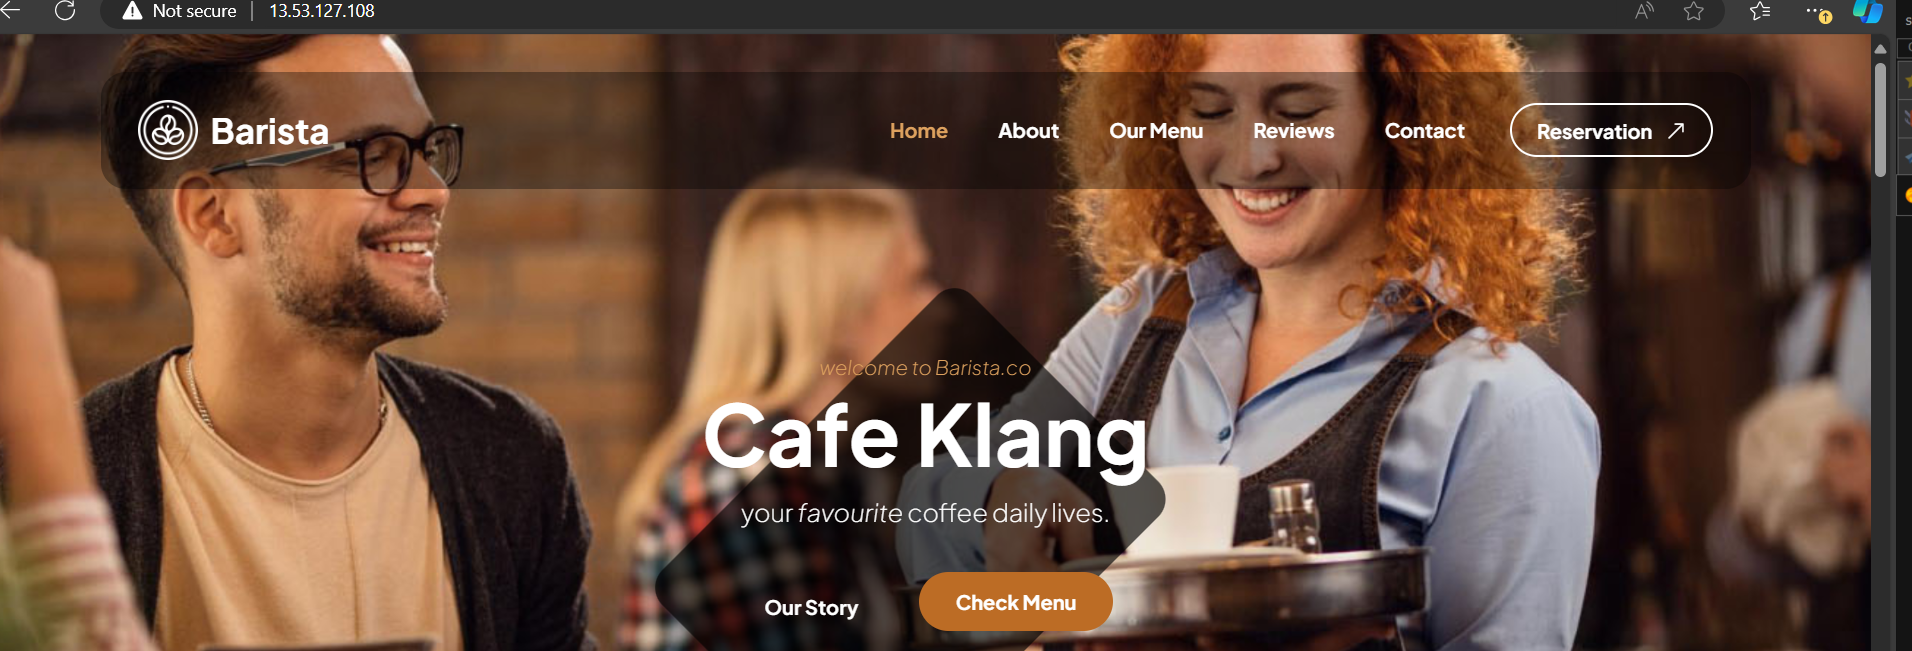 Not secure 13.53.127.108
Barista
Home About Our Menu Reviews Contact Reservation
welcome to Barista.co
Cafe Klang
your favourite coffee daily lives.
Our Story Check Menu